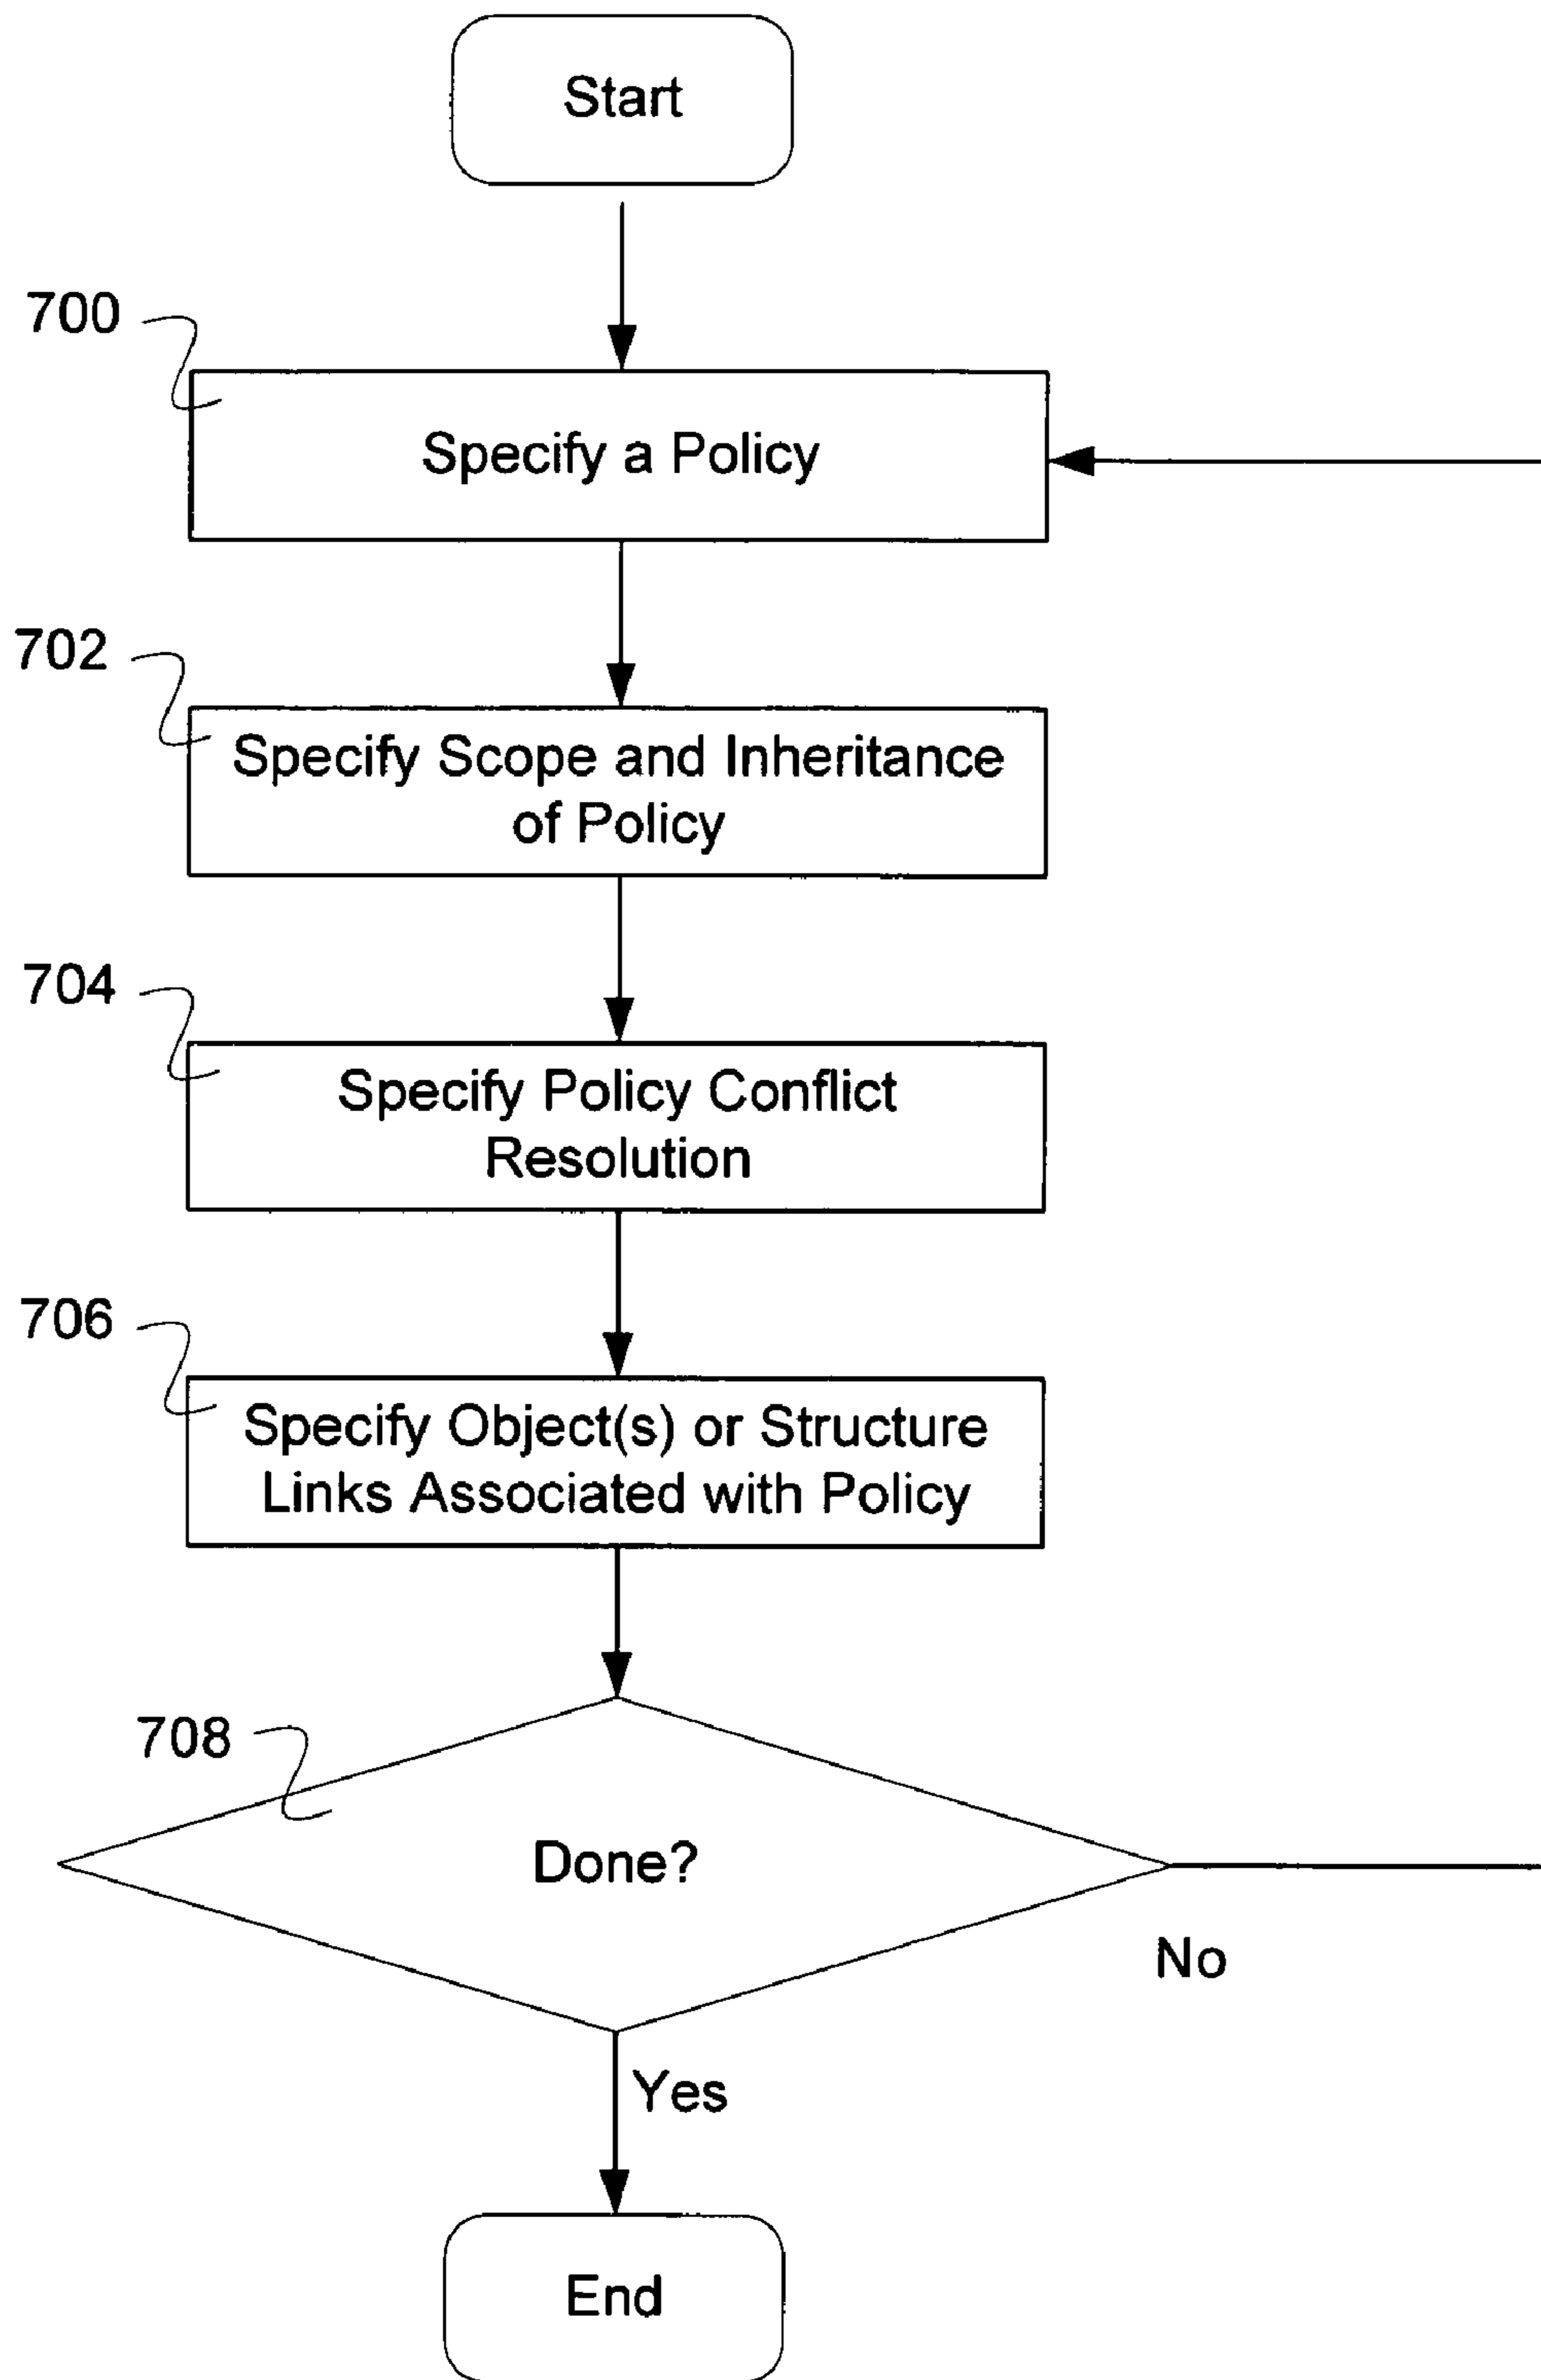 Start
700
Specify a Policy
702
Specify Scope and Inheritance
of Policy
704
Specify Policy Conflict
Resolution
706
Specify Object(s) or Structure
Links Associated with Policy
708
Done?
No
Yes
End